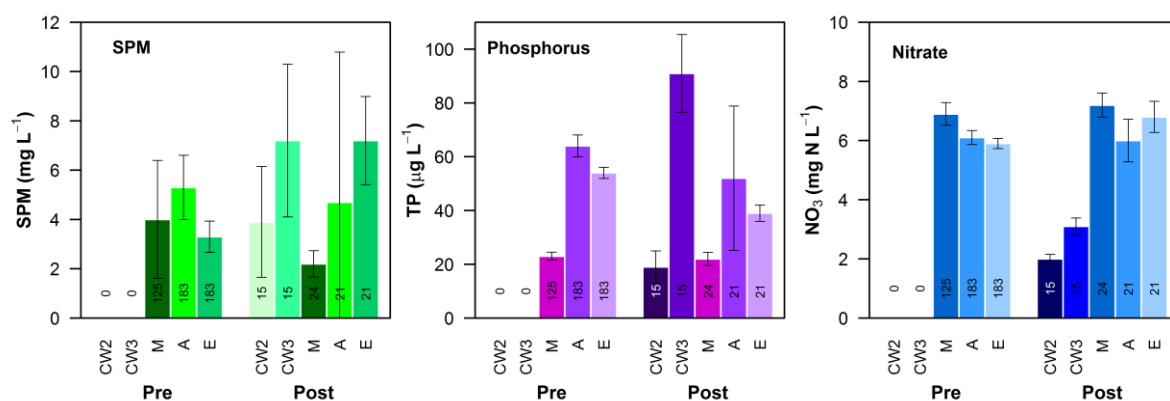 SPM
SPM (mg L⁻¹)
12
10
8
6
4
2
0
0
0
125
183
183
15
15
24
21
21
CW2
CW3
M
A
E
CW2
CW3
M
A
E
Pre
Post
Phosphorus
TP (µg L⁻¹)
100
80
60
40
20
0
0
0
125
183
183
15
15
24
21
21
CW2
CW3
M
A
E
CW2
CW3
M
A
E
Pre
Post
Nitrate
NO₃ (mg N L⁻¹)
10
8
6
4
2
0
0
0
125
183
183
15
15
24
21
21
CW2
CW3
M
A
E
CW2
CW3
M
A
E
Pre
Post